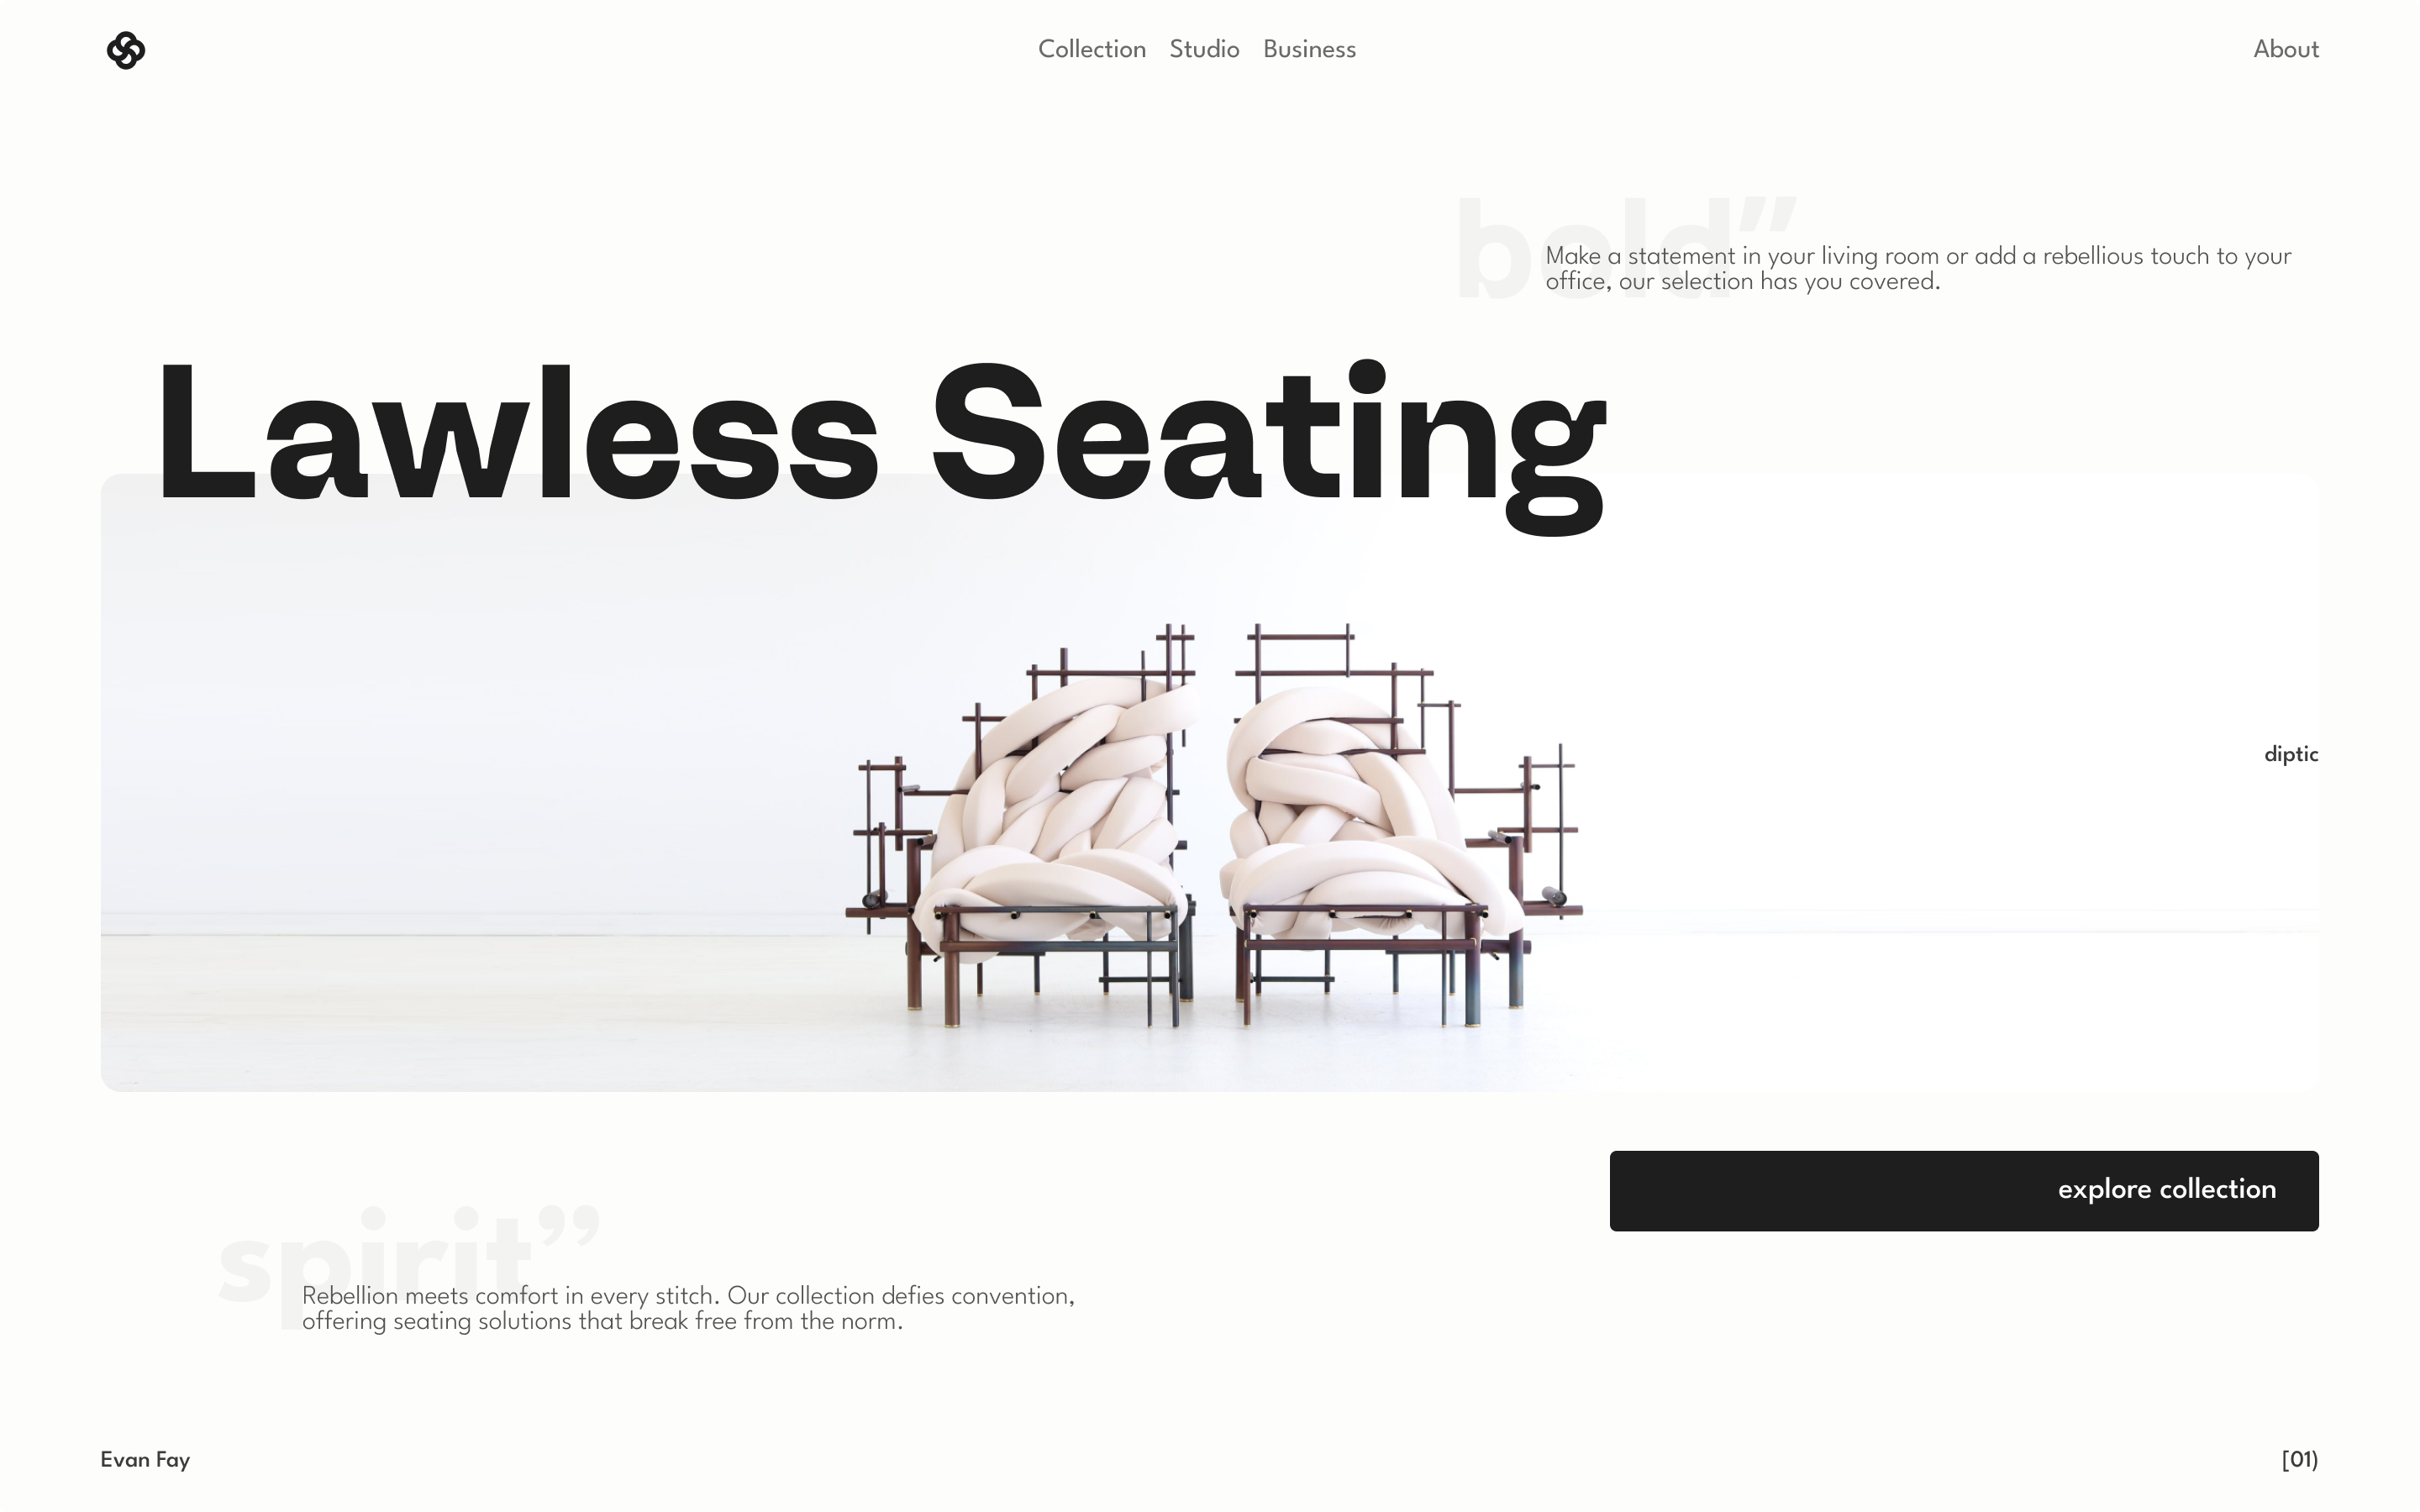 Collection Studio Business
About
bold”
Make a statement in your living room or add a rebellious touch to your
office, our selection has you covered.
Lawless Seating
diptic
explore collection
spirit”
Rebellion meets comfort in every stitch. Our collection defies convention,
offering seating solutions that break free from the norm.
Evan Fay
[01)